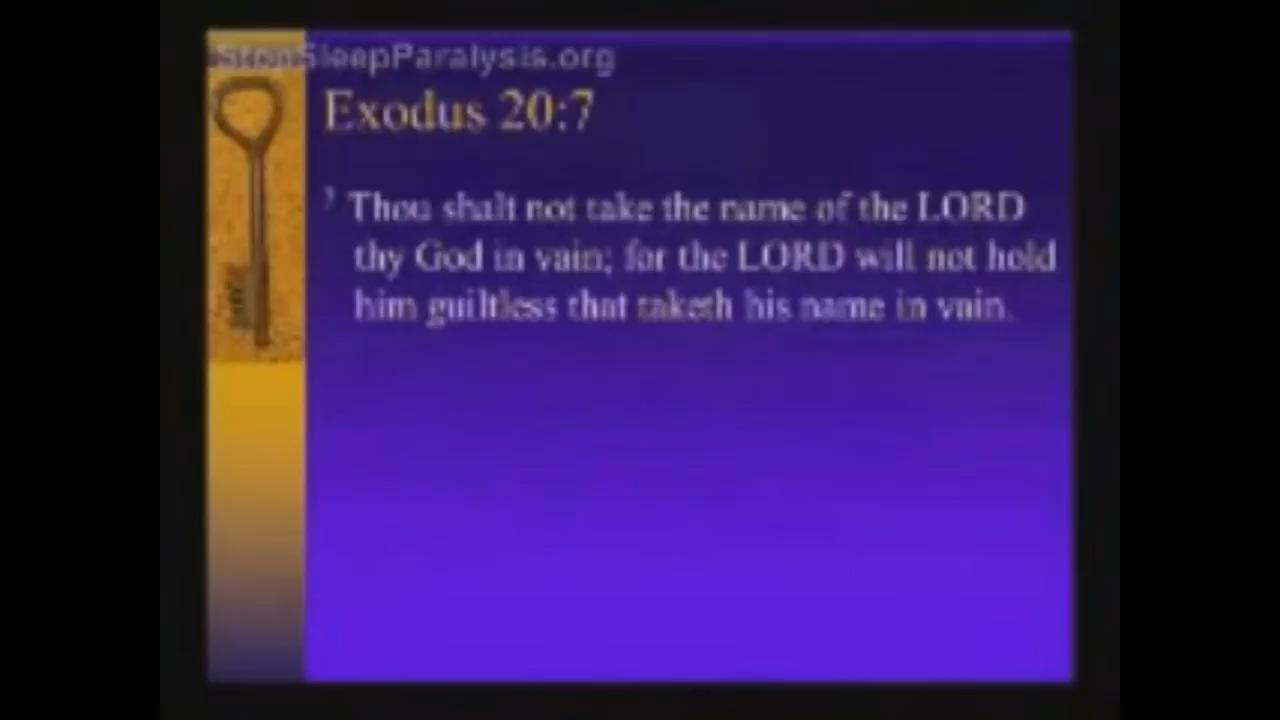 StopSleepParalysis.org
Exodus 20:7
7 Thou shalt not take the name of the LORD
thy God in vain; for the LORD will not hold
him guiltless that taketh his name in vain.